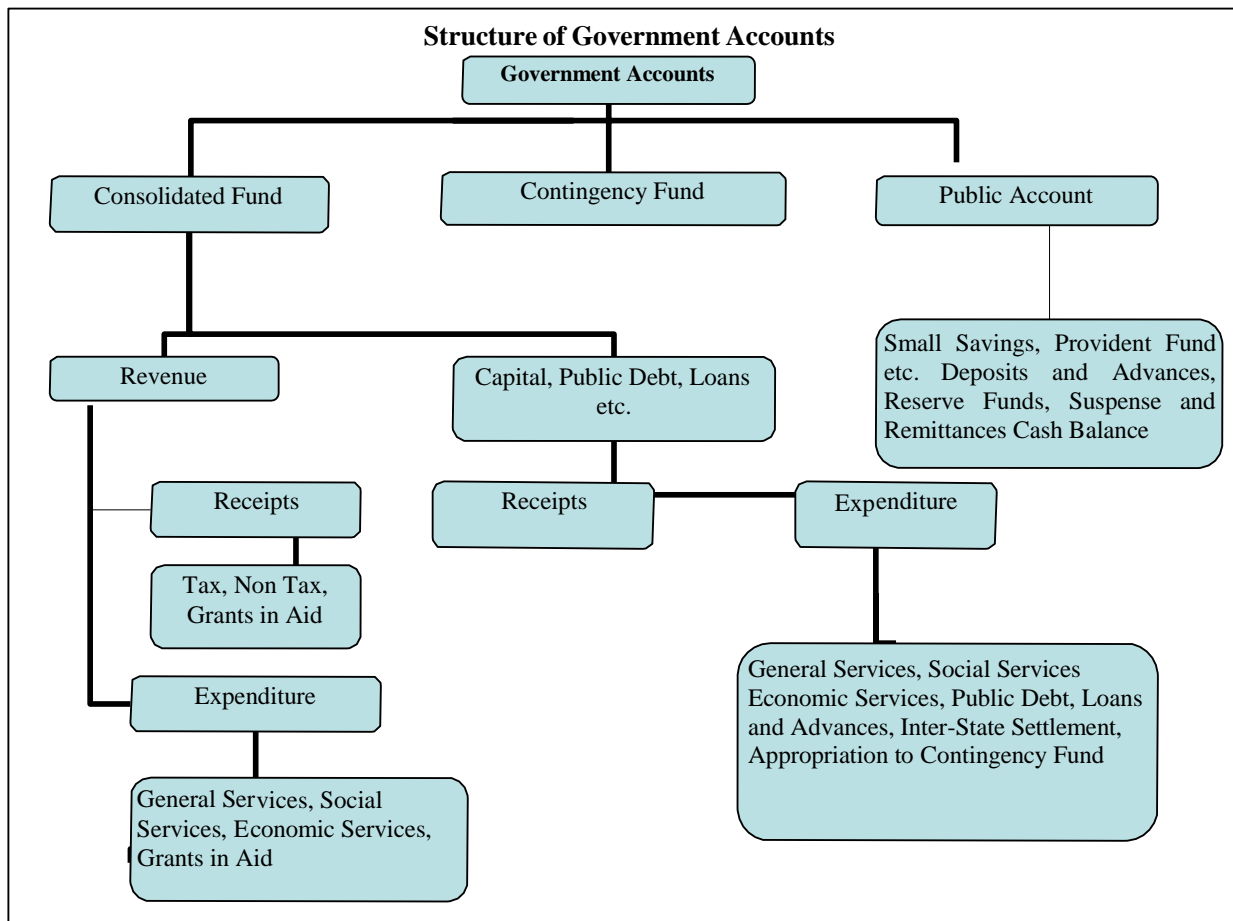 Structure of Government Accounts
Government Accounts
Consolidated Fund
Contingency Fund
Public Account
Revenue
Capital, Public Debt, Loans
etc.
Small Savings, Provident Fund
etc. Deposits and Advances,
Reserve Funds, Suspense and
Remittances Cash Balance
Receipts
Receipts
Expenditure
Tax, Non Tax,
Grants in Aid
Expenditure
General Services, Social Services
Economic Services, Public Debt, Loans
and Advances, Inter-State Settlement,
Appropriation to Contingency Fund
General Services, Social
Services, Economic Services,
Grants in Aid